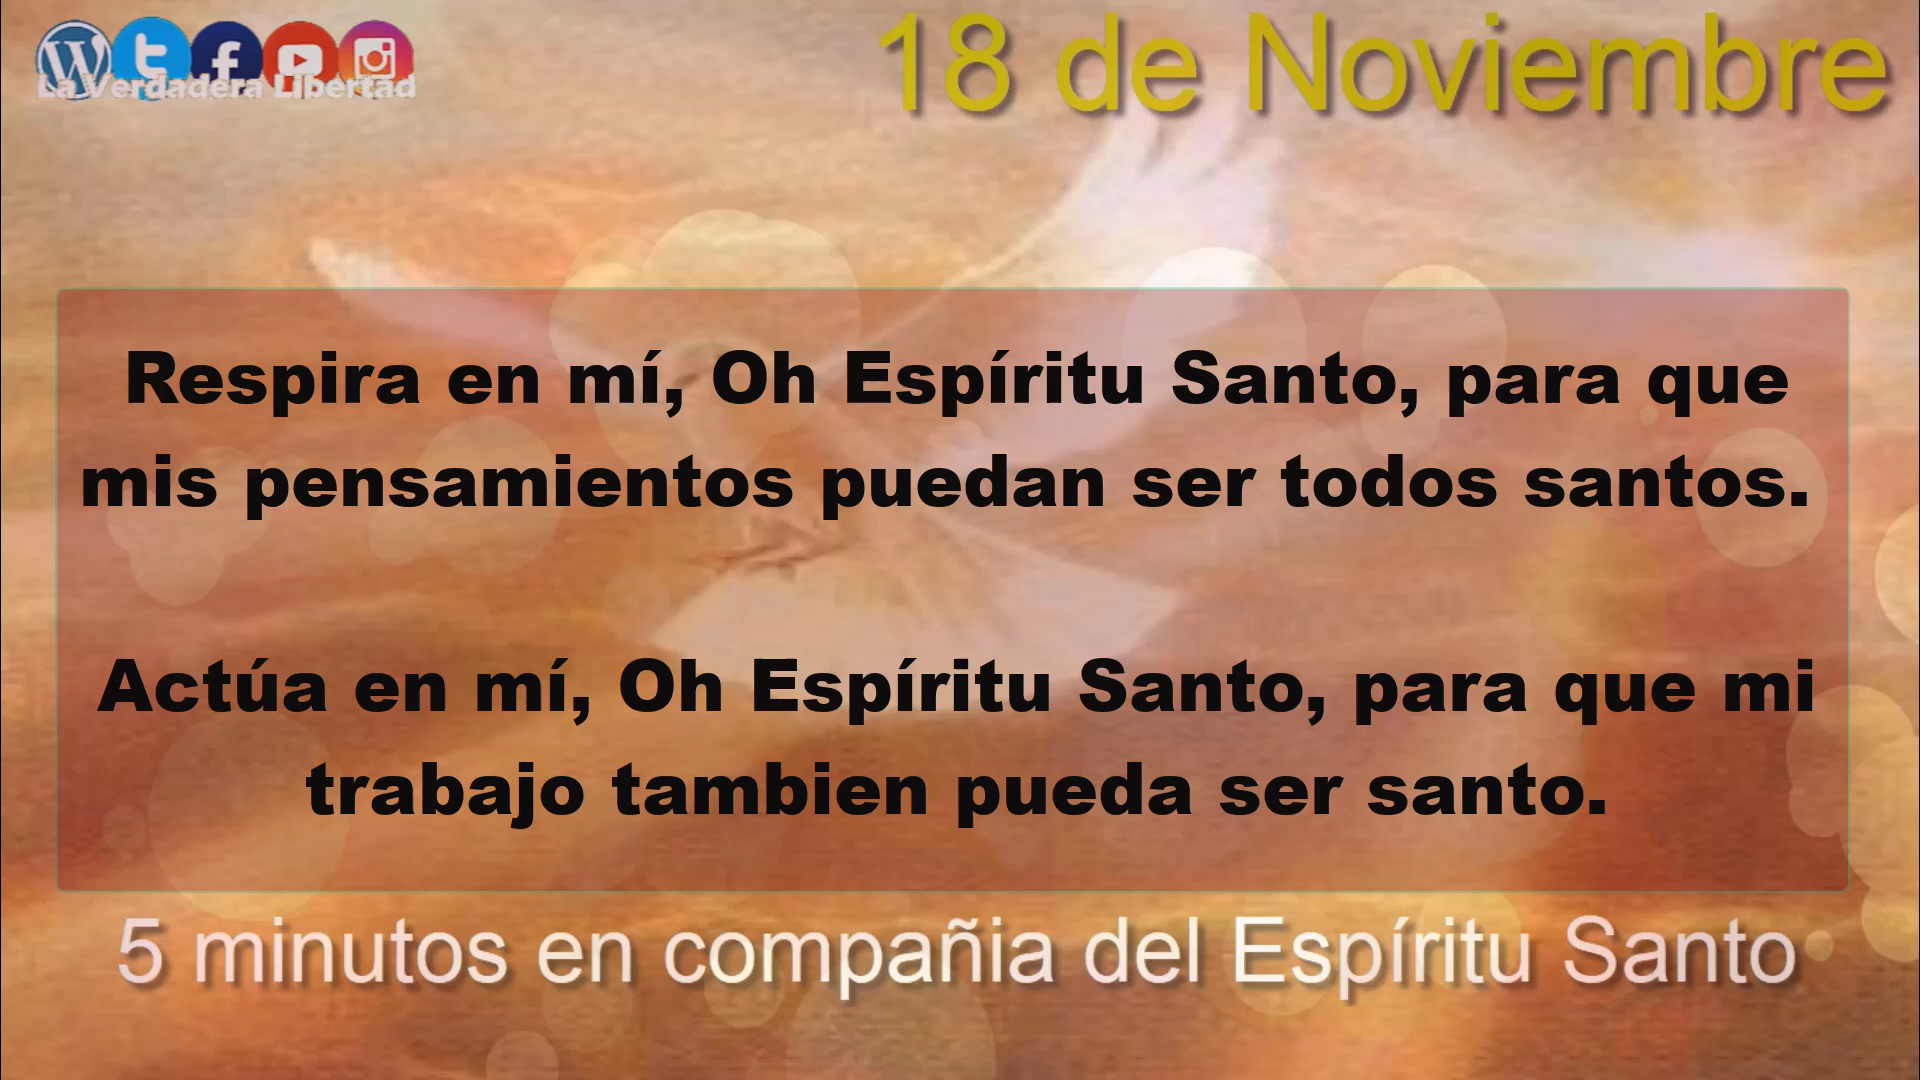 La Verdadera Libertad
18 de Noviembre
Respira en mí, Oh Espíritu Santo, para que
mis pensamientos puedan ser todos santos.
Actúa en mí, Oh Espíritu Santo, para que mi
trabajo tambien pueda ser santo.
5 minutos en compañia del Espíritu Santo